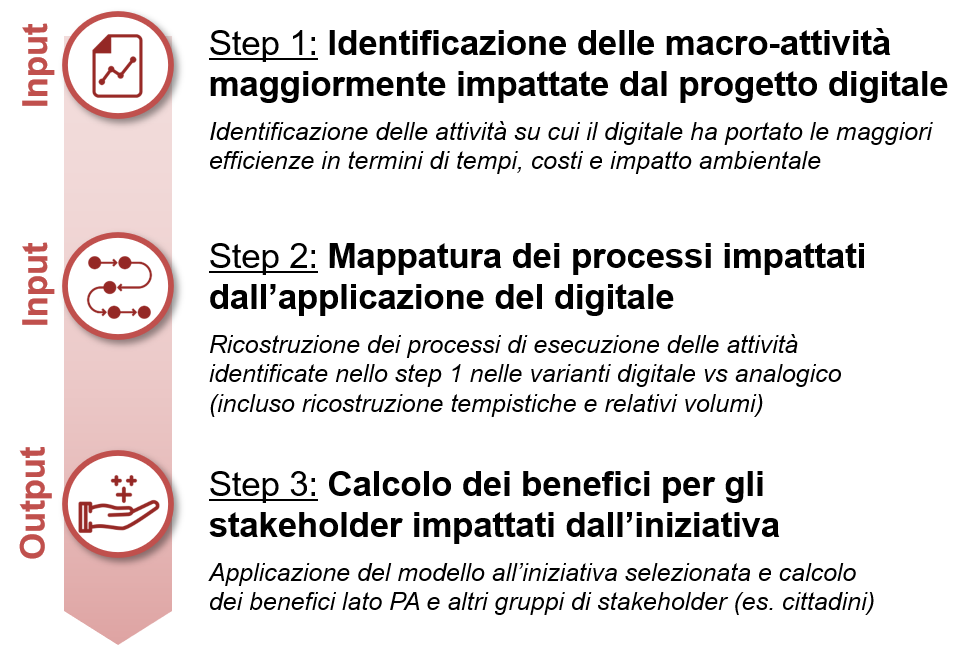 Input
Step 1: Identificazione delle macro-attività
maggiormente impattate dal progetto digitale
Identificazione delle attività su cui il digitale ha portato le maggiori
efficienze in termini di tempi, costi e impatto ambientale
Input
Step 2: Mappatura dei processi impattati
dall’applicazione del digitale
Ricostruzione dei processi di esecuzione delle attività
identificate nello step 1 nelle varianti digitale vs analogico
(incluso ricostruzione tempistiche e relativi volumi)
Output
Step 3: Calcolo dei benefici per gli
stakeholder impattati dall’iniziativa
Applicazione del modello all’iniziativa selezionata e calcolo
dei benefici lato PA e altri gruppi di stakeholder (es. cittadini)